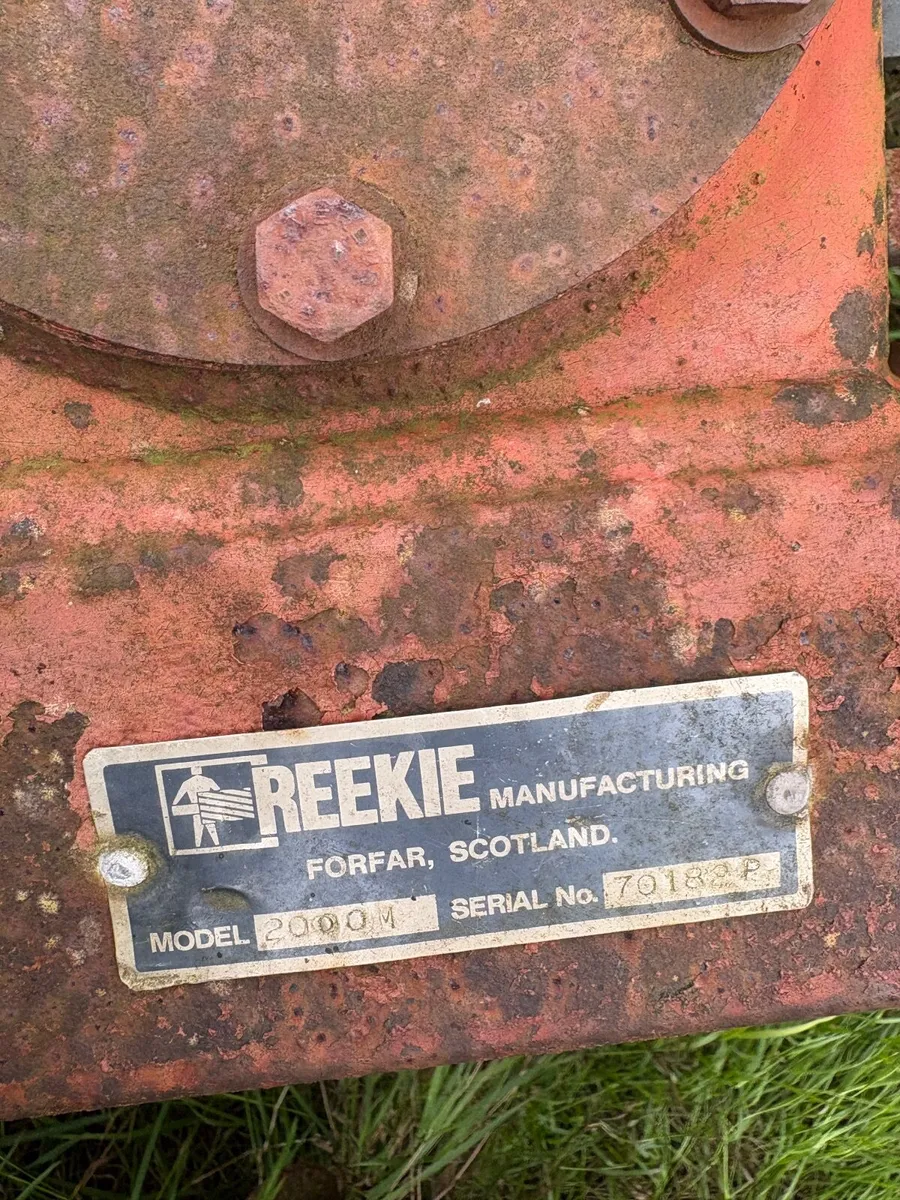 REEKIE MANUFACTURING
FORFAR, SCOTLAND.
MODEL 2000M SERIAL No. 70182P